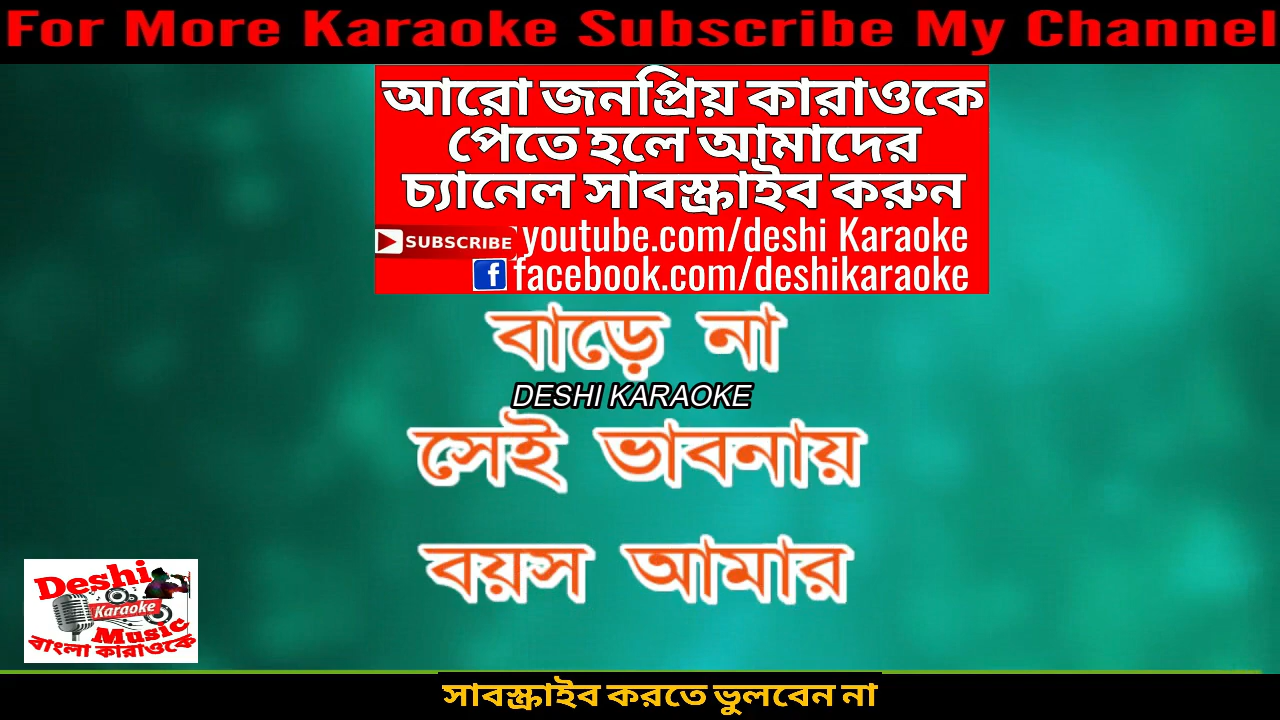 For More Karaoke Subscribe My Channel
আরো জনপ্রিয় কারাওকে
পেতে হলে আমাদের
চ্যানেল সাবস্ক্রাইব করুন
SUBSCRIBE youtube.com/deshi Karaoke
f facebook.com/deshikaraoke
বাড়ে না
DESHI KARAOKE
সেই ভাবনায়
বয়স আমার
Deshi
Karaoke
Music
বাংলা কারাওকে
সাবস্ক্রাইব করতে ভুলবেন না